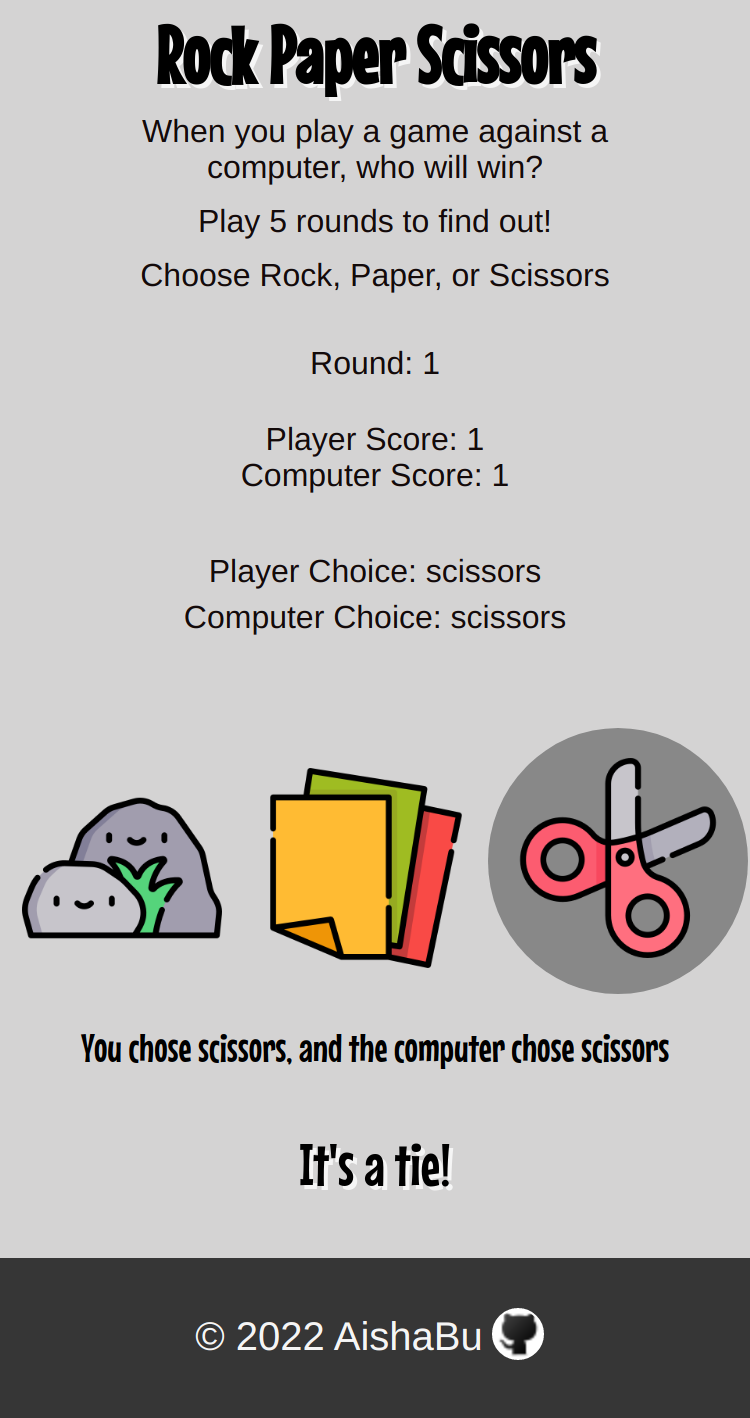 Rock Paper Scissors
When you play a game against a
computer, who will win?
Play 5 rounds to find out!
Choose Rock, Paper, or Scissors
Round: 1
Player Score: 1
Computer Score: 1
Player Choice: scissors
Computer Choice: scissors
You chose scissors, and the computer chose scissors
It's a tie!
© 2022 AishaBu